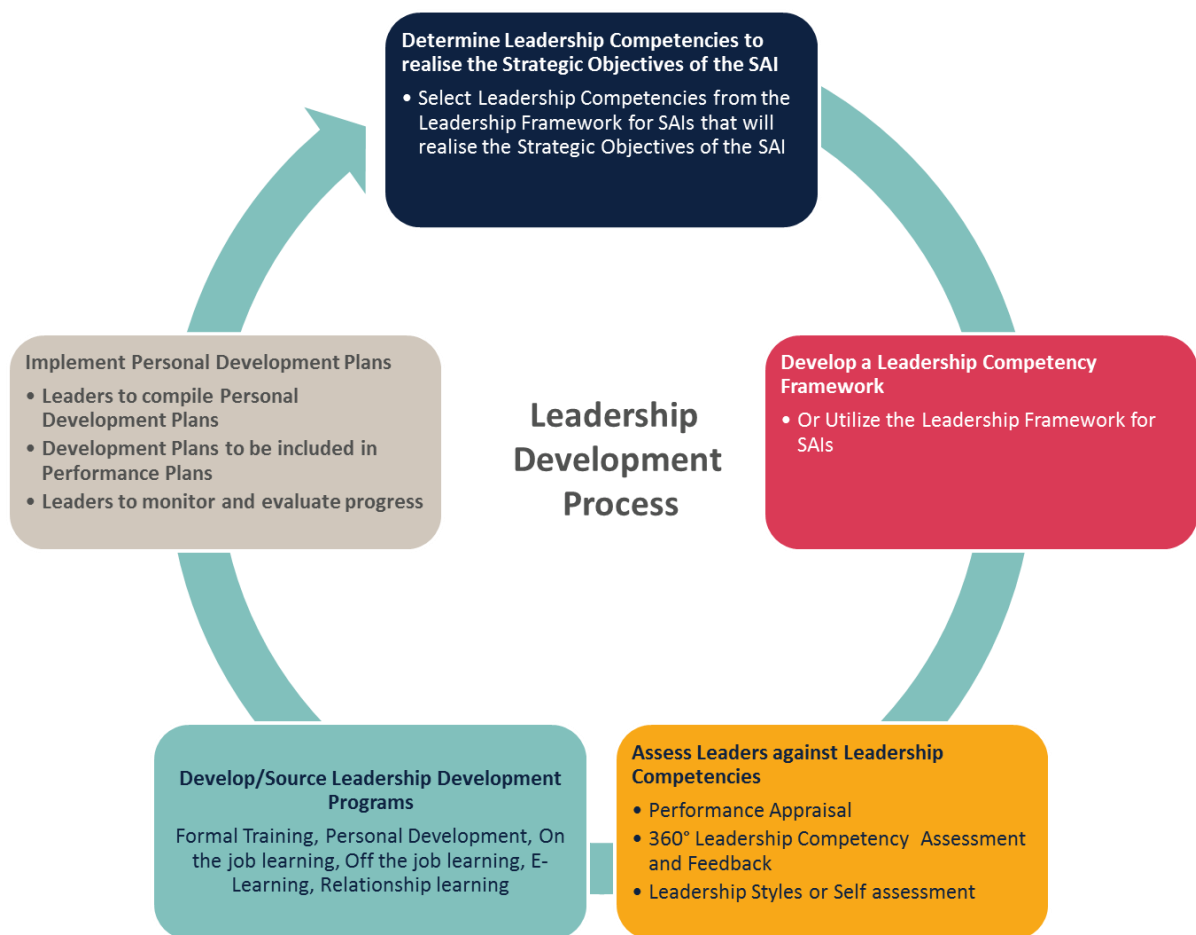 Determine Leadership Competencies to
realise the Strategic Objectives of the SAI
• Select Leadership Competencies from the
Leadership Framework for SAIs that will
realise the Strategic Objectives of the SAI
Develop a Leadership Competency
Framework
• Or Utilize the Leadership Framework for
SAIs
Assess Leaders against Leadership
Competencies
• Performance Appraisal
• 360° Leadership Competency Assessment
and Feedback
• Leadership Styles or Self assessment
Develop/Source Leadership Development
Programs
Formal Training, Personal Development, On
the job learning, Off the job learning, E-
Learning, Relationship learning
Implement Personal Development Plans
• Leaders to compile Personal
Development Plans
• Development Plans to be included in
Performance Plans
• Leaders to monitor and evaluate progress
Leadership
Development
Process